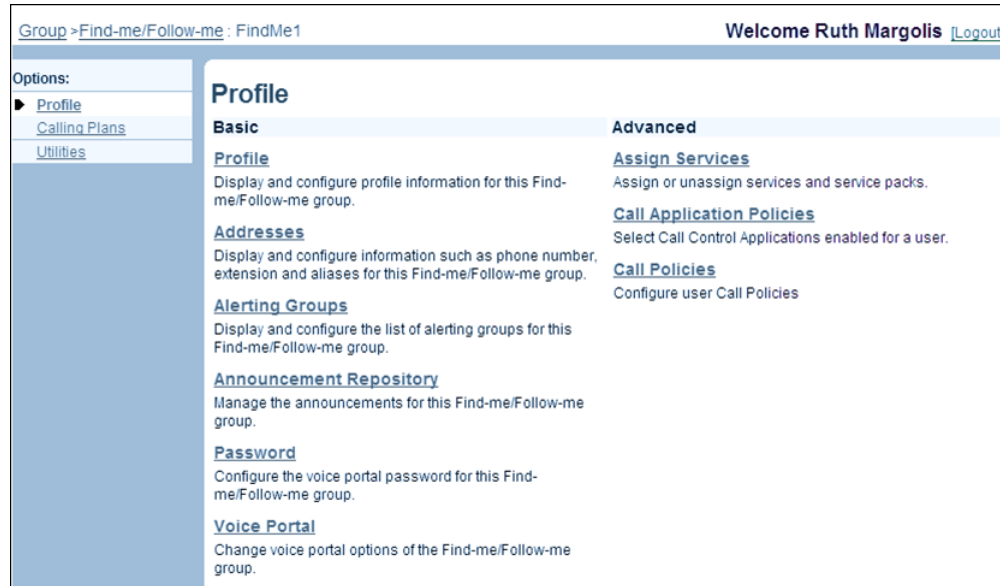 Group >Find-me/Follow-me : FindMe1
Welcome Ruth Margolis [Logout
Options:
Profile
Calling Plans
Utilities
Profile
Basic
Profile
Display and configure profile information for this Find-
me/Follow-me group.
Addresses
Display and configure information such as phone number,
extension and aliases for this Find-me/Follow-me group.
Alerting Groups
Display and configure the list of alerting groups for this
Find-me/Follow-me group.
Announcement Repository
Manage the announcements for this Find-me/Follow-me
group.
Password
Configure the voice portal password for this Find-
me/Follow-me group.
Voice Portal
Change voice portal options of the Find-me/Follow-me
group.
Advanced
Assign Services
Assign or unassign services and service packs.
Call Application Policies
Select Call Control Applications enabled for a user.
Call Policies
Configure user Call Policies